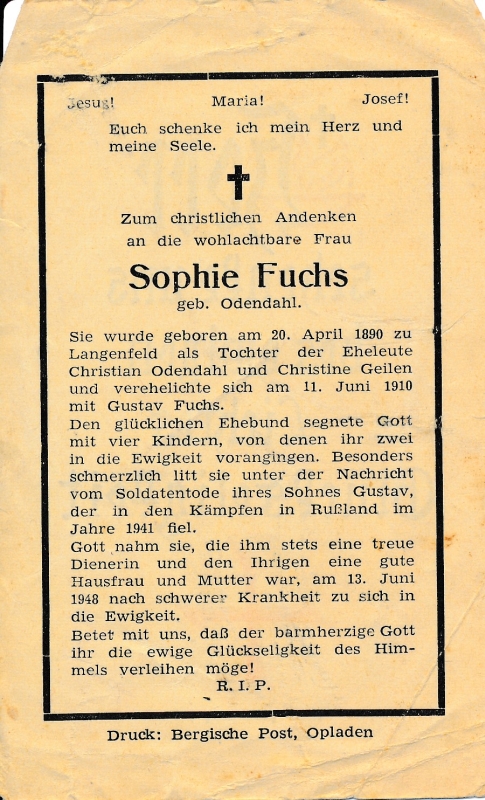 Jesus! Maria! Josef!
Euch schenke ich mein Herz und
meine Seele.
Zum christlichen Andenken
an die wohlachtbare Frau
Sophie Fuchs
geb. Odendahl.
Sie wurde geboren am 20. April 1890 zu
Langenfeld als Tochter der Eheleute
Christian Odendahl und Christine Geilen
und verehelichte sich am 11. Juni 1910
mit Gustav Fuchs.
Den glücklichen Ehebund segnete Gott
mit vier Kindern, von denen ihr zwei
in die Ewigkeit vorangingen. Besonders
schmerzlich litt sie unter der Nachricht
vom Soldatentode ihres Sohnes Gustav,
der in den Kämpfen in Rußland im
Jahre 1941 fiel.
Gott nahm sie, die ihm stets eine treue
Dienerin und den Ihrigen eine gute
Hausfrau und Mutter war, am 13. Juni
1948 nach schwerer Krankheit zu sich in
die Ewigkeit.
Betet mit uns, daß der barmherzige Gott
ihr die ewige Glückseligkeit des Him-
mels verleihen möge!
R. I. P.
Druck: Bergische Post, Opladen